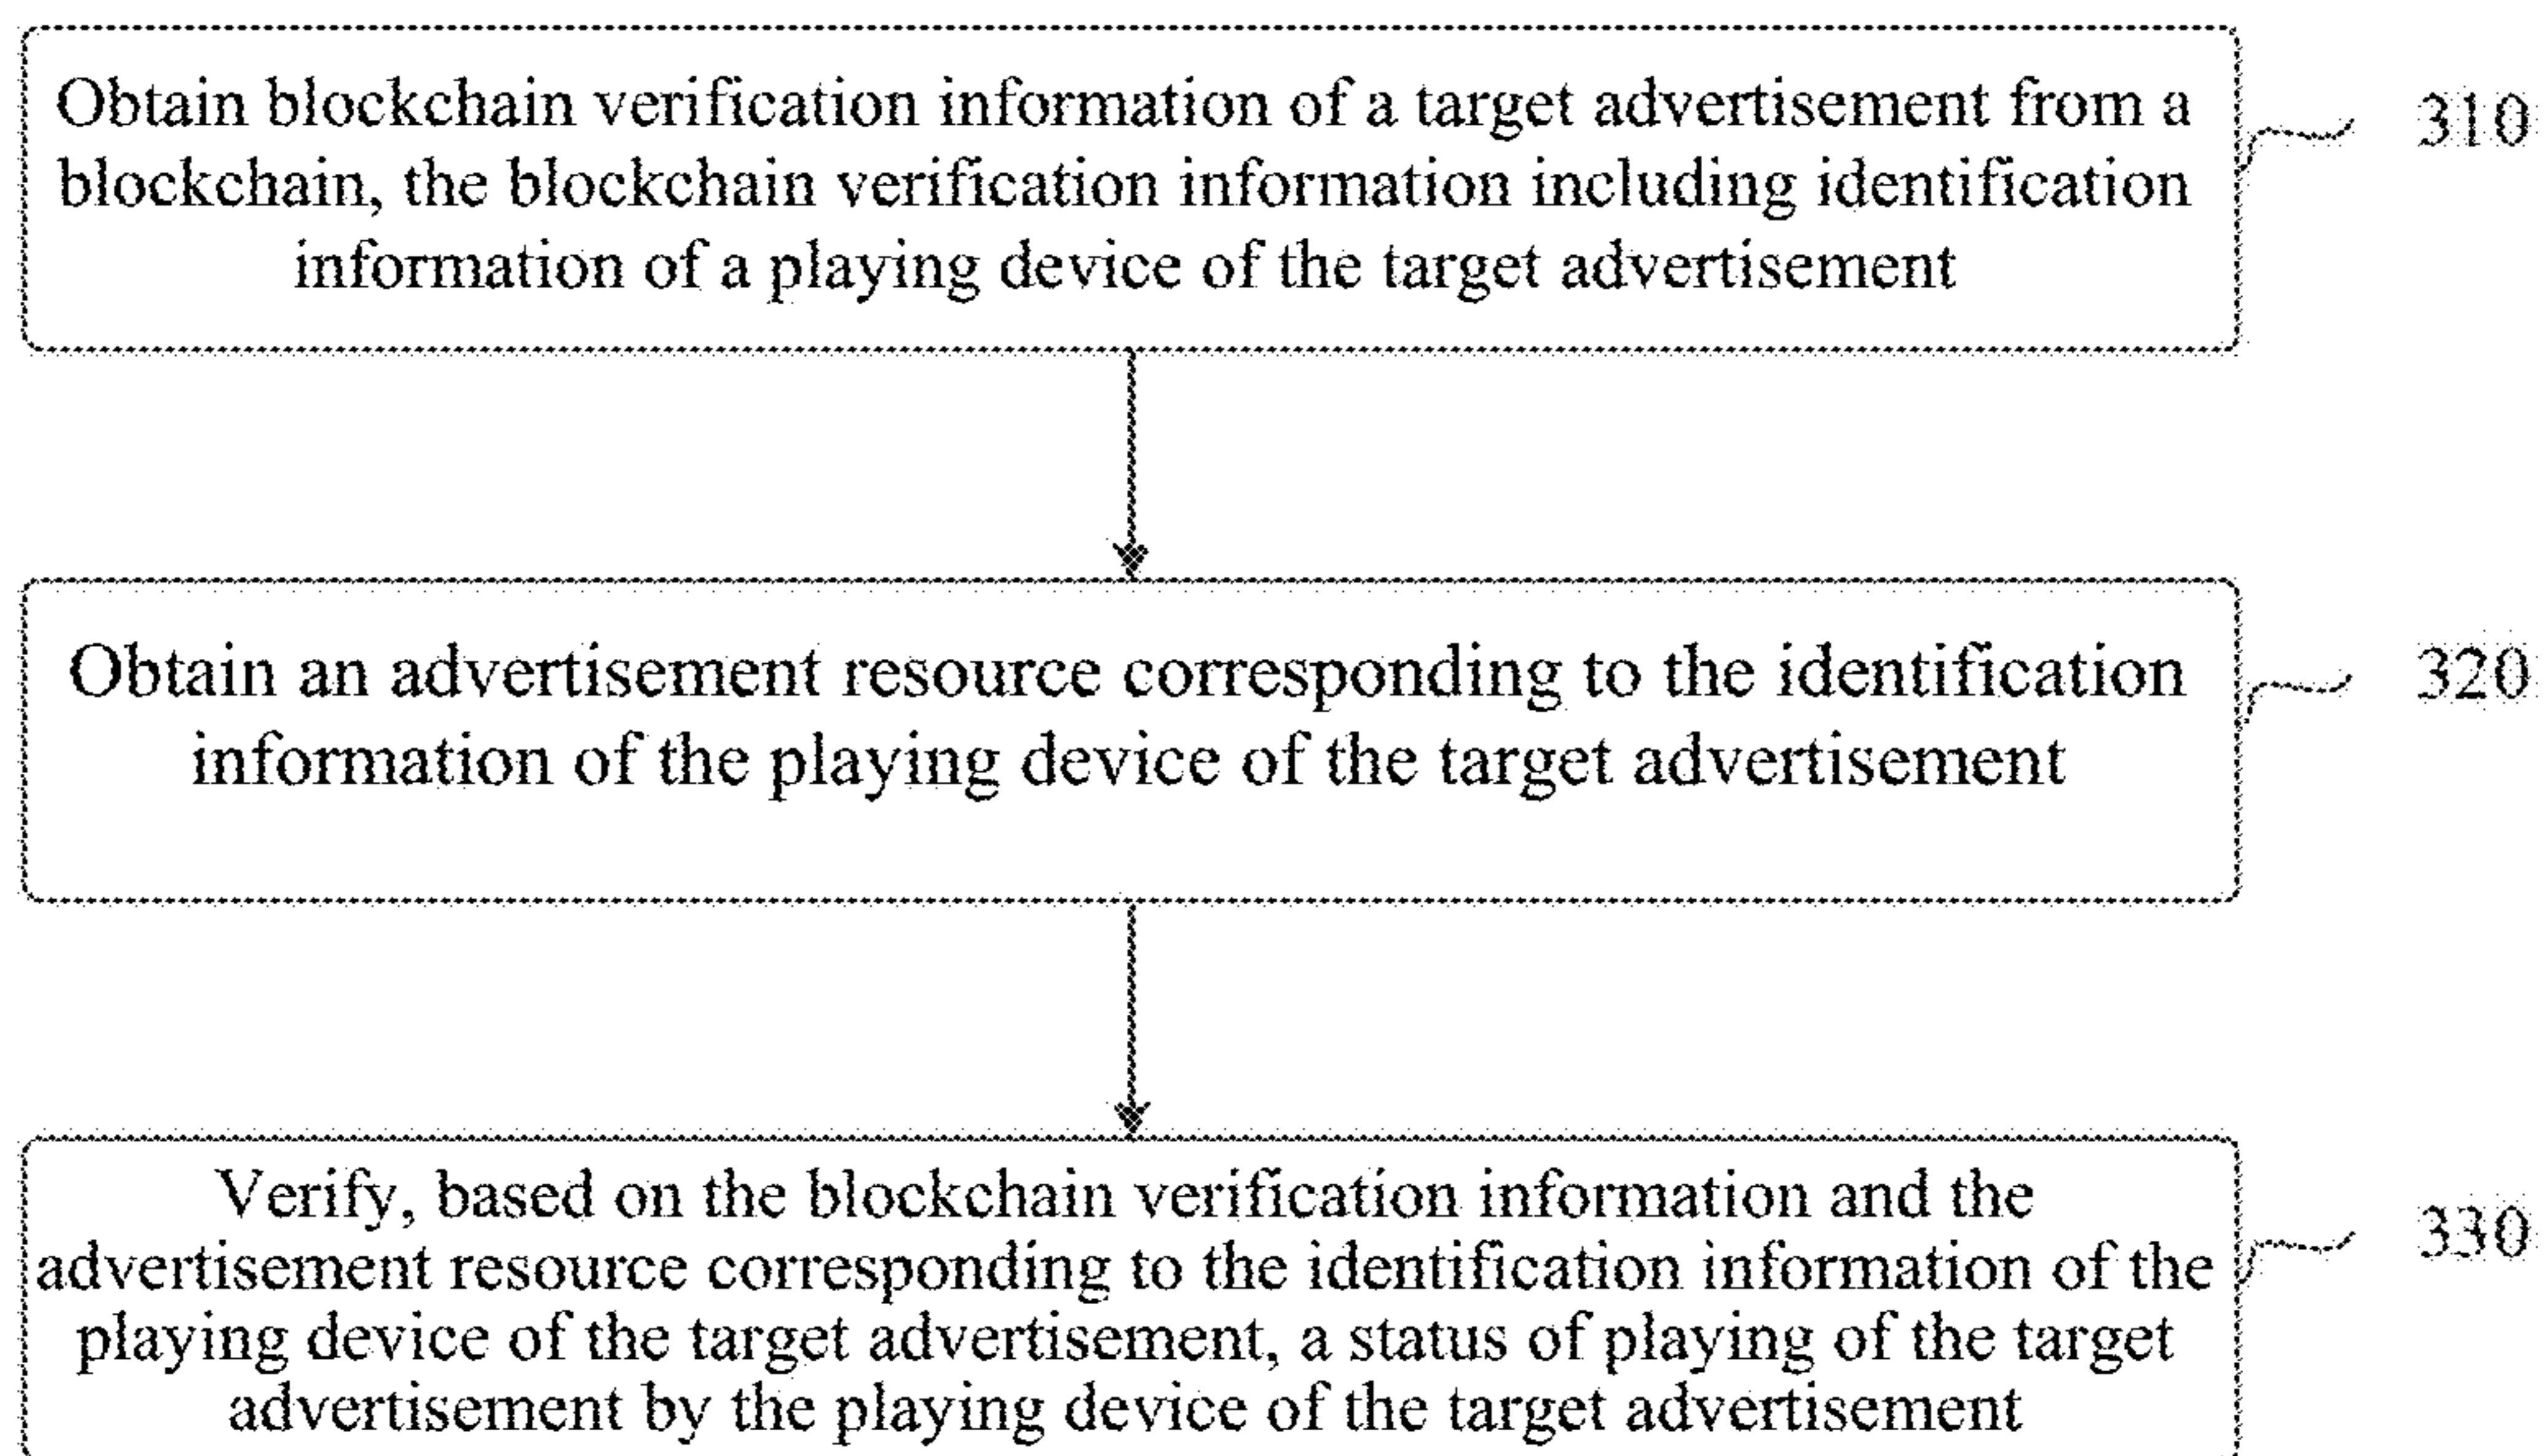 Obtain blockchain verification information of a target advertisement from a
blockchain, the blockchain verification information including identification
information of a playing device of the target advertisement
310
Obtain an advertisement resource corresponding to the identification
information of the playing device of the target advertisement
320
Verify, based on the blockchain verification information and the
advertisement resource corresponding to the identification information of the
playing device of the target advertisement, a status of playing of the target
advertisement by the playing device of the target advertisement
330